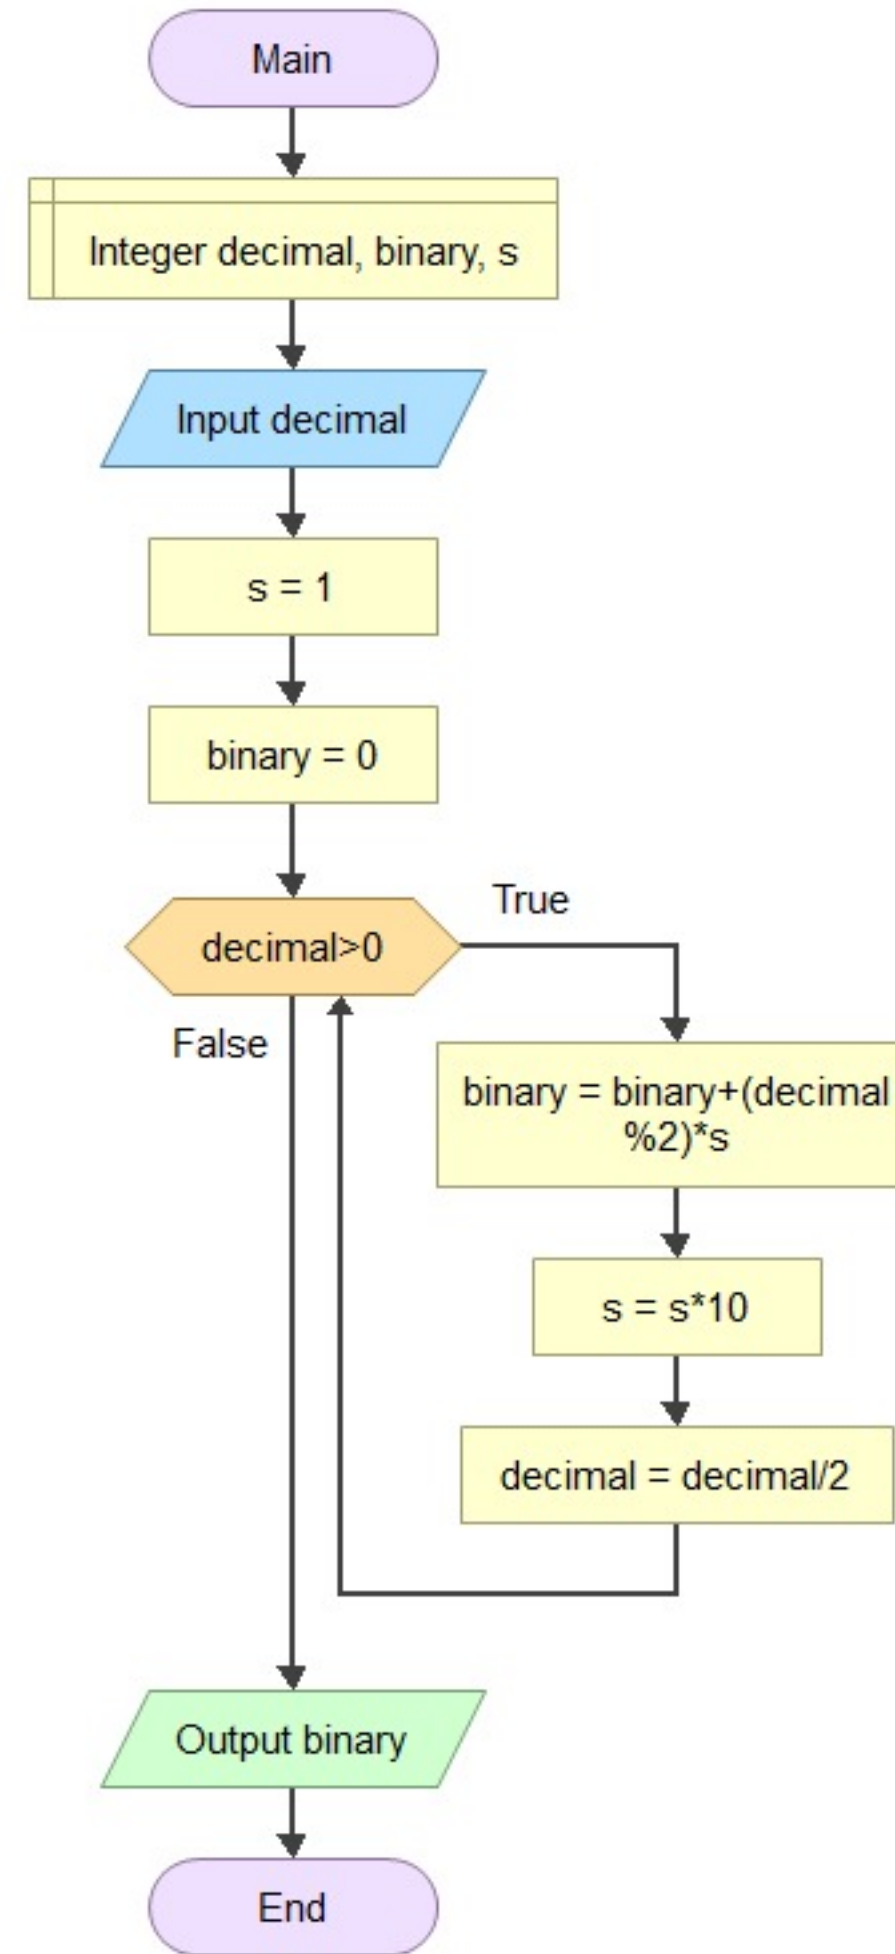 Main
Integer decimal, binary, s
Input decimal
s = 1
binary = 0
decimal>0
True
False
binary = binary+(decimal
%2)*s
s = s*10
decimal = decimal/2
Output binary
End